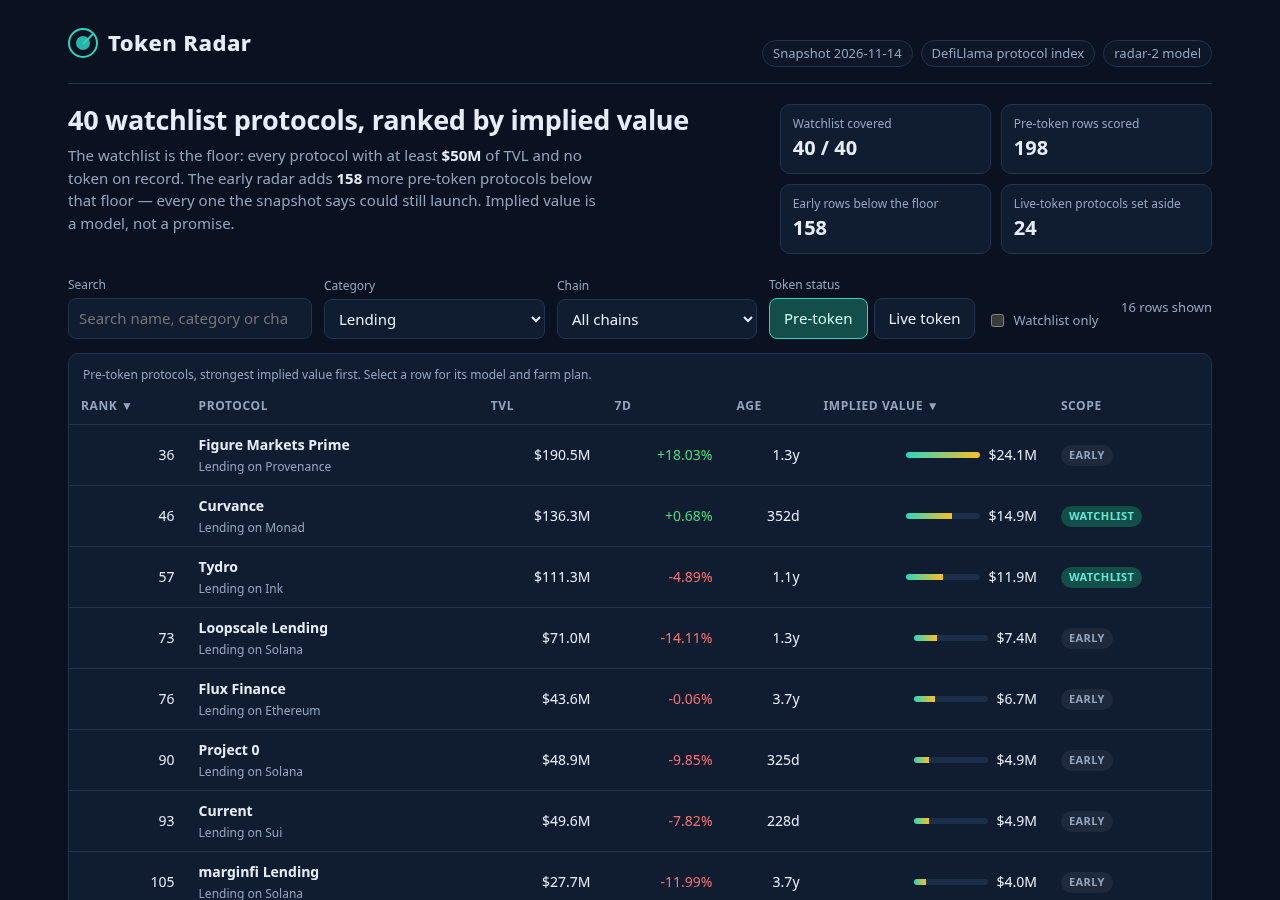 Token Radar
Snapshot 2026-11-14
DefiLlama protocol index
radar-2 model
40 watchlist protocols, ranked by implied value
The watchlist is the floor: every protocol with at least $50M of TVL and no
token on record. The early radar adds 158 more pre-token protocols below
that floor — every one the snapshot says could still launch. Implied value is
a model, not a promise.
Watchlist covered
40 / 40
Pre-token rows scored
198
Early rows below the floor
158
Live-token protocols set aside
24
Search
Search name, category or cha
Category
Lending
Chain
All chains
Token status
Pre-token
Live token
Watchlist only
16 rows shown
Pre-token protocols, strongest implied value first. Select a row for its model and farm plan.
RANK ▼ PROTOCOL TVL 7D AGE IMPLIED VALUE ▼ SCOPE
36 Figure Markets Prime $190.5M +18.03% 1.3y $24.1M EARLY
Lending on Provenance
46 Curvance $136.3M +0.68% 352d $14.9M WATCHLIST
Lending on Monad
57 Tydro $111.3M -4.89% 1.1y $11.9M WATCHLIST
Lending on Ink
73 Loopscale Lending $71.0M -14.11% 1.3y $7.4M EARLY
Lending on Solana
76 Flux Finance $43.6M -0.06% 3.7y $6.7M EARLY
Lending on Ethereum
90 Project 0 $48.9M -9.85% 325d $4.9M EARLY
Lending on Solana
93 Current $49.6M -7.82% 228d $4.9M EARLY
Lending on Sui
105 marginfi Lending $27.7M -11.99% 3.7y $4.0M EARLY
Lending on Solana